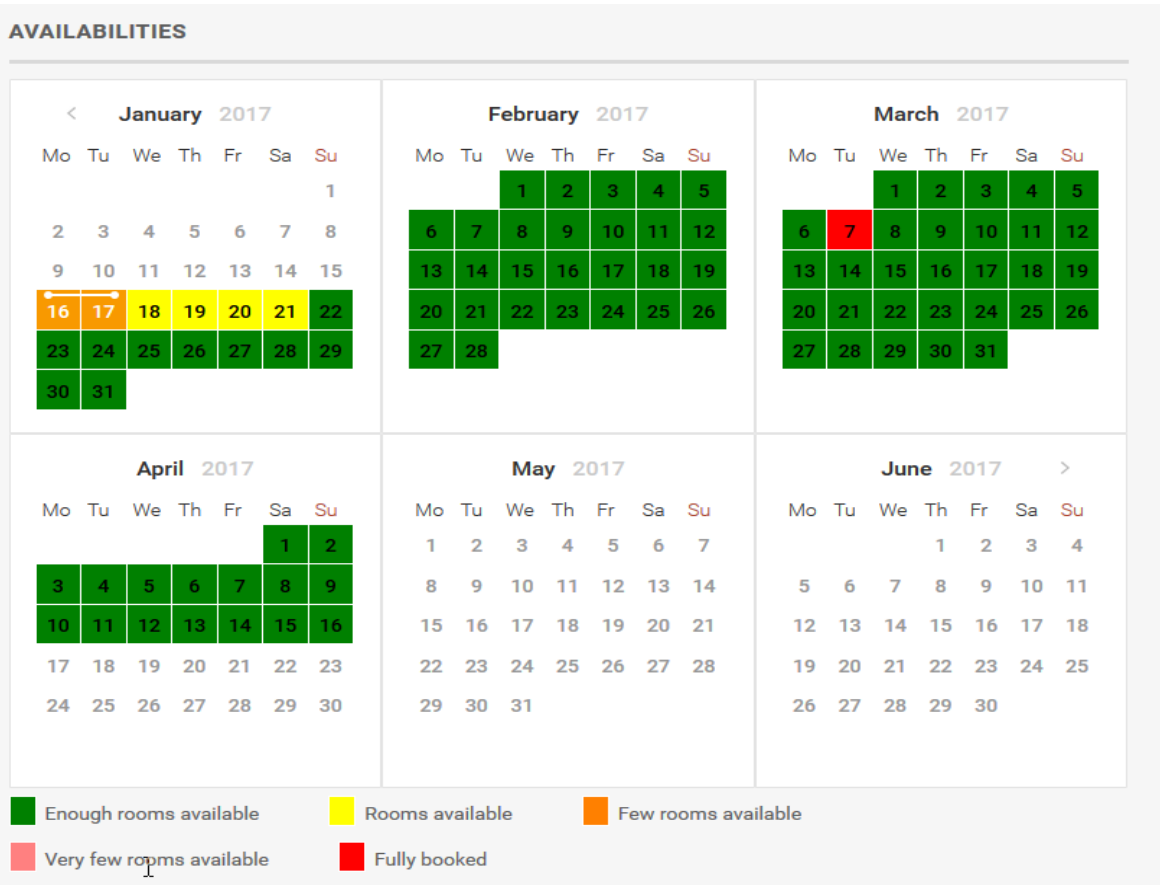 AVAILABILITIES
< January 2017
Mo Tu We Th Fr Sa Su
1
2 3 4 5 6 7 8
9 10 11 12 13 14 15
16 17 18 19 20 21 22
23 24 25 26 27 28 29
30 31
February 2017
Mo Tu We Th Fr Sa Su
1 2 3 4 5
6 7 8 9 10 11 12
13 14 15 16 17 18 19
20 21 22 23 24 25 26
27 28
March 2017
Mo Tu We Th Fr Sa Su
1 2 3 4 5
6 7 8 9 10 11 12
13 14 15 16 17 18 19
20 21 22 23 24 25 26
27 28 29 30 31
April 2017
Mo Tu We Th Fr Sa Su
1 2
3 4 5 6 7 8 9
10 11 12 13 14 15 16
17 18 19 20 21 22 23
24 25 26 27 28 29 30
May 2017
Mo Tu We Th Fr Sa Su
1 2 3 4 5 6 7
8 9 10 11 12 13 14
15 16 17 18 19 20 21
22 23 24 25 26 27 28
29 30 31
June 2017 >
Mo Tu We Th Fr Sa Su
1 2 3 4
5 6 7 8 9 10 11
12 13 14 15 16 17 18
19 20 21 22 23 24 25
26 27 28 29 30
Enough rooms available Rooms available Few rooms available
Very few rooms available Fully booked